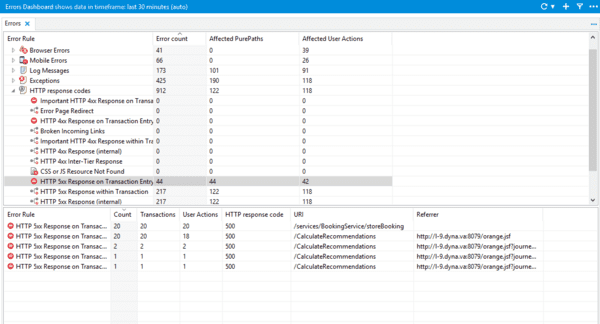 Errors Dashboard shows data in timeframe: last 30 minutes (auto)
Errors
Error Rule Error count Affected PurePaths Affected User Actions
Browser Errors 41 0 39
Mobile Errors 66 0 26
Log Messages 173 101 91
Exceptions 425 190 118
HTTP response codes 912 122 118
Important HTTP 4xx Response on Transac 0 0 0
Error Page Redirect 0 0 0
HTTP 4xx Response on Transaction Entry 0 0 0
Broken Incoming Links 0 0 0
Important HTTP 4xx Response within Tra 0 0 0
HTTP 4xx Response (internal) 0 0 0
HTTP 4xx Inter-Tier Response 0 0 0
CSS or JS Resource Not Found 0 0 0
HTTP 5xx Response on Transaction Entry 44 44 42
HTTP 5xx Response within Transaction 217 122 118
HTTP 5xx Response (internal) 217 122 118
Error Rule Count Transactions User Actions HTTP response code URI Referrer
HTTP 5xx Response on Transac... 20 20 20 500 /services/BookingService/storeBooking
HTTP 5xx Response on Transac... 20 20 18 500 /CalculateRecommendations http://l-9.dyna.va:8079/orange.jsf
HTTP 5xx Response on Transac... 2 2 2 500 /CalculateRecommendations http://l-9.dyna.va:8079/orange.jsf?journe...
HTTP 5xx Response on Transac... 1 1 1 500 /CalculateRecommendations http://l-9.dyna.va:8079/orange.jsf?journe...
HTTP 5xx Response on Transac... 1 1 1 500 /CalculateRecommendations http://l-9.dyna.va:8079/orange.jsf?journe...